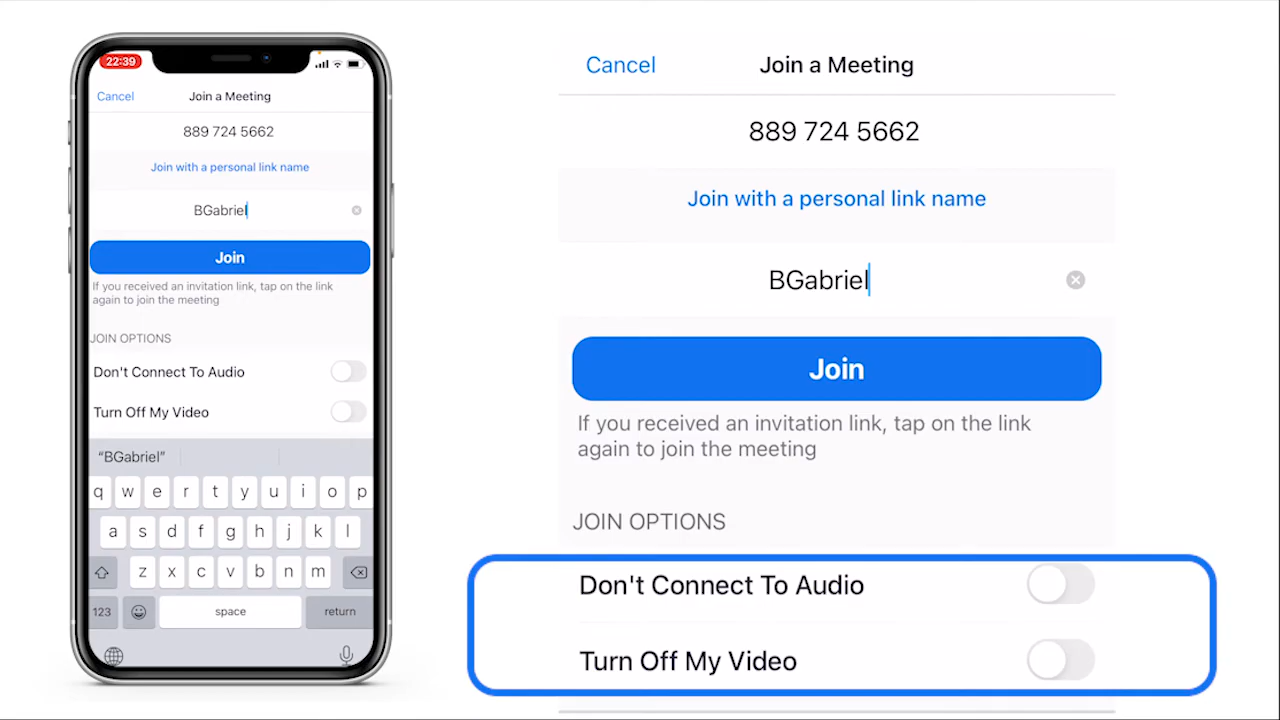 22:39
Cancel
Join a Meeting
889 724 5662
Join with a personal link name
BGabriel
Join
If you received an invitation link, tap on the link
again to join the meeting
JOIN OPTIONS
Don't Connect To Audio
Turn Off My Video
“BGabriel”
q w e r t y u i o p
a s d f g h j k l
z x c v b n m
123
space
return
Cancel
Join a Meeting
889 724 5662
Join with a personal link name
BGabriel
Join
If you received an invitation link, tap on the link
again to join the meeting
JOIN OPTIONS
Don't Connect To Audio
Turn Off My Video